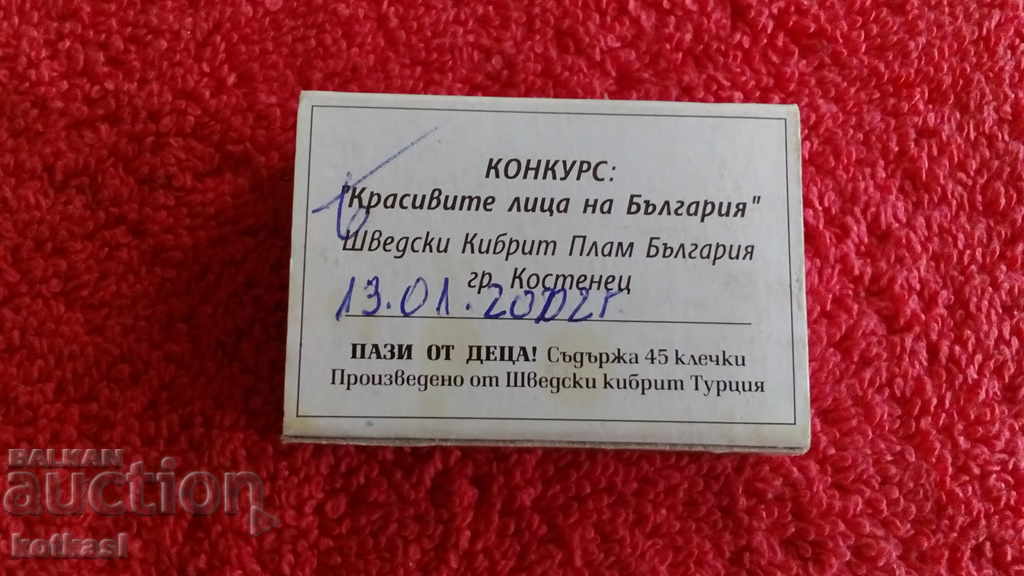 КОНКУРС:
"Красивите лица на България"
Шведски Кибрит Плам България
гр. Костенец
13.01.2002г
ПАЗИ ОТ ДЕЦА! Съдържа 45 клечки
Произведено от Шведски кибрит Турция
BALKAN
auction
kotkasl